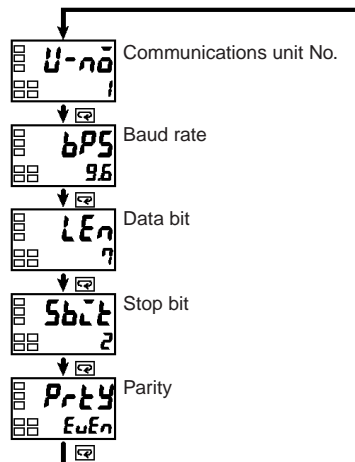 U-no Communications unit No.
1
bPS Baud rate
9.6
LEn Data bit
7
Sbit Stop bit
2
PrtY Parity
EuEn